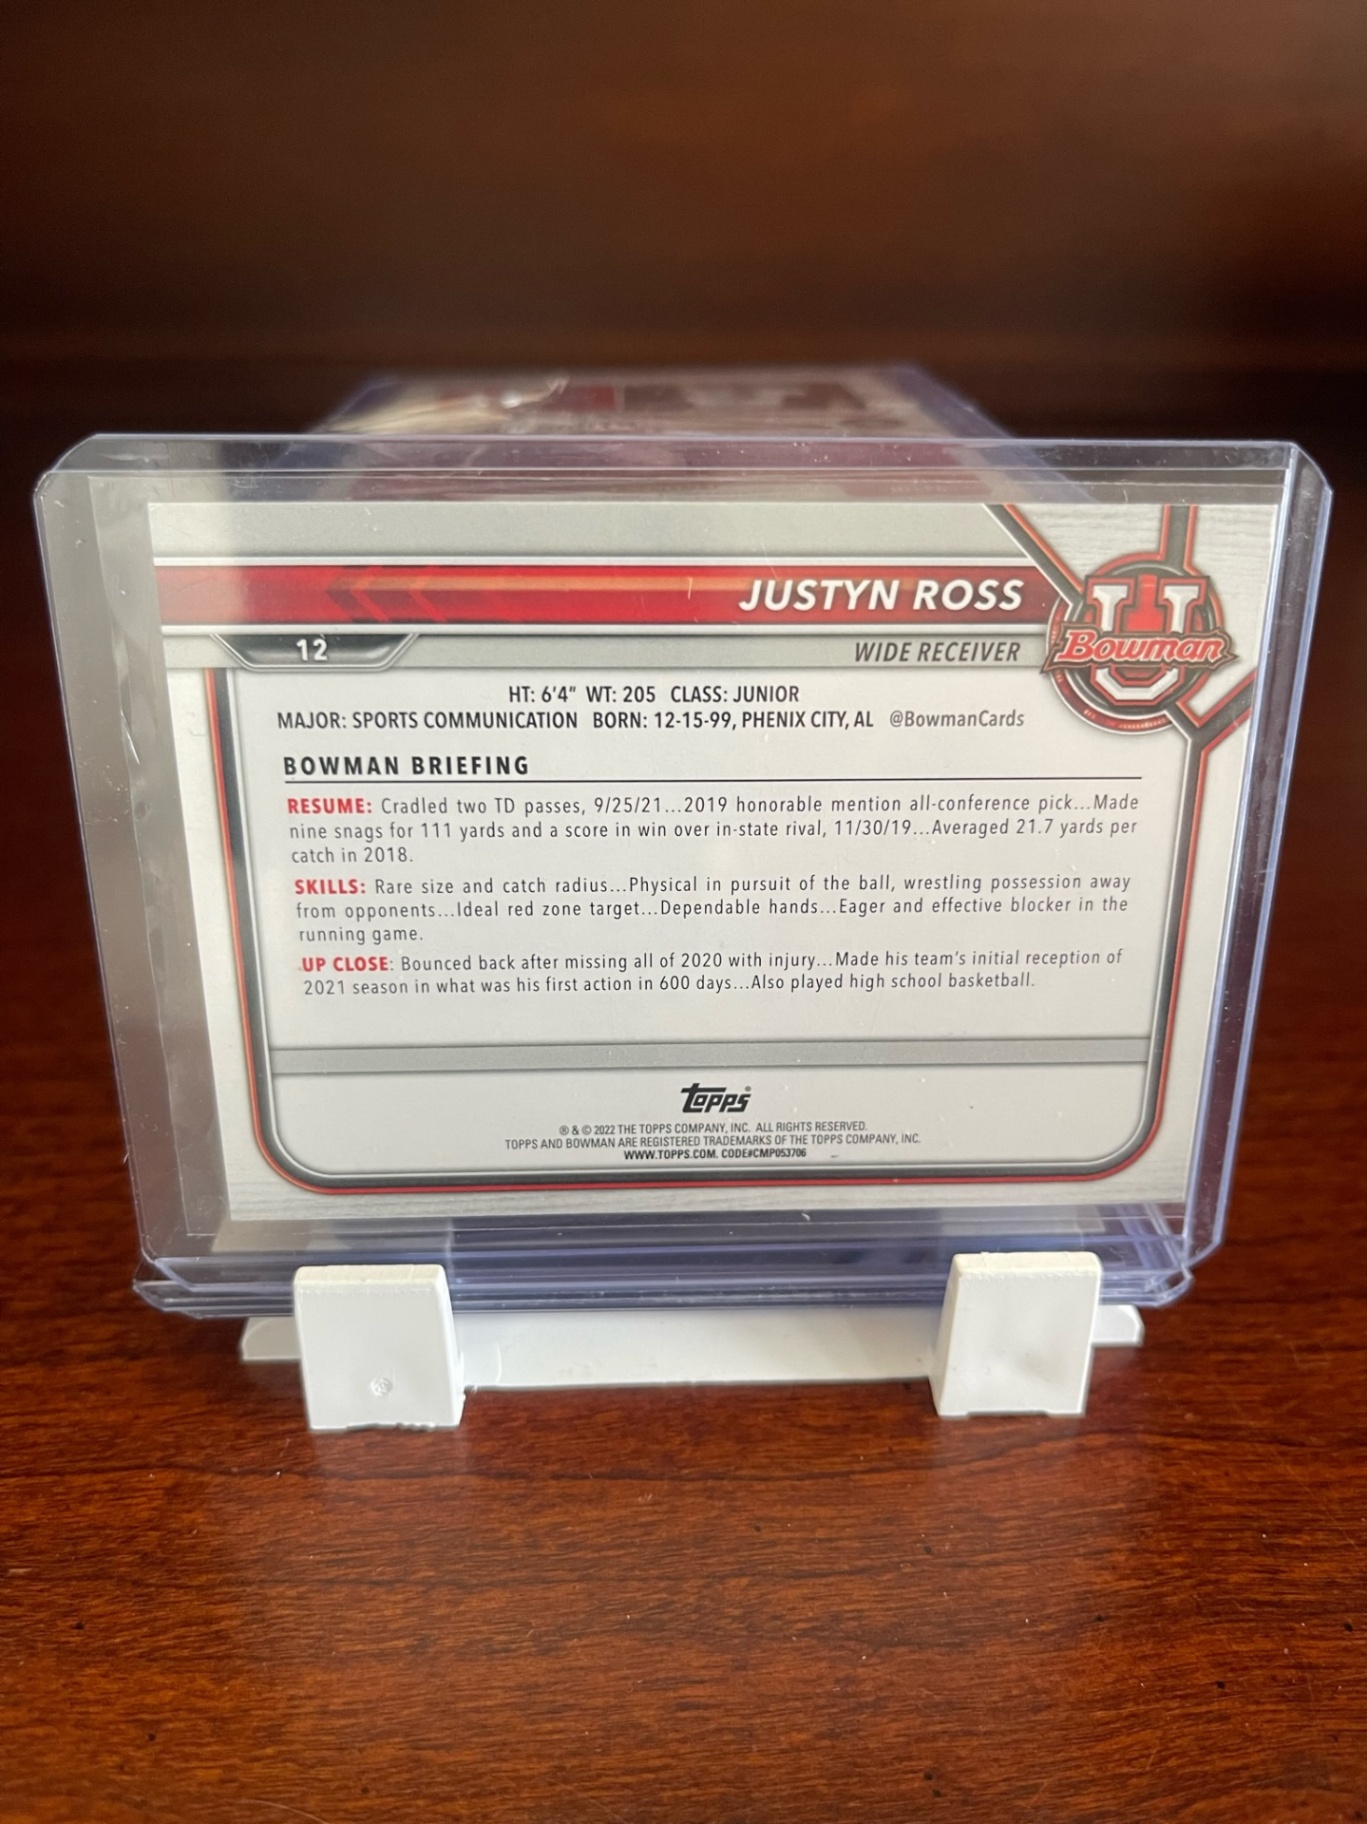 JUSTYN ROSS
U
Bowman
12
WIDE RECEIVER
HT: 6'4" WT: 205 CLASS: JUNIOR
MAJOR: SPORTS COMMUNICATION BORN: 12-15-99, PHENIX CITY, AL @BowmanCards
BOWMAN BRIEFING
RESUME: Cradled two TD passes, 9/25/21...2019 honorable mention all-conference pick...Made
nine snags for 111 yards and a score in win over in-state rival, 11/30/19...Averaged 21.7 yards per
catch in 2018.
SKILLS: Rare size and catch radius...Physical in pursuit of the ball, wrestling possession away
from opponents...Ideal red zone target...Dependable hands...Eager and effective blocker in the
running game.
UP CLOSE: Bounced back after missing all of 2020 with injury...Made his team's initial reception of
2021 season in what was his first action in 600 days...Also played high school basketball.
topps®
® & © 2022 THE TOPPS COMPANY, INC. ALL RIGHTS RESERVED.
TOPPS AND BOWMAN ARE REGISTERED TRADEMARKS OF THE TOPPS COMPANY, INC.
WWW.TOPPS.COM. CODE#CMP053706